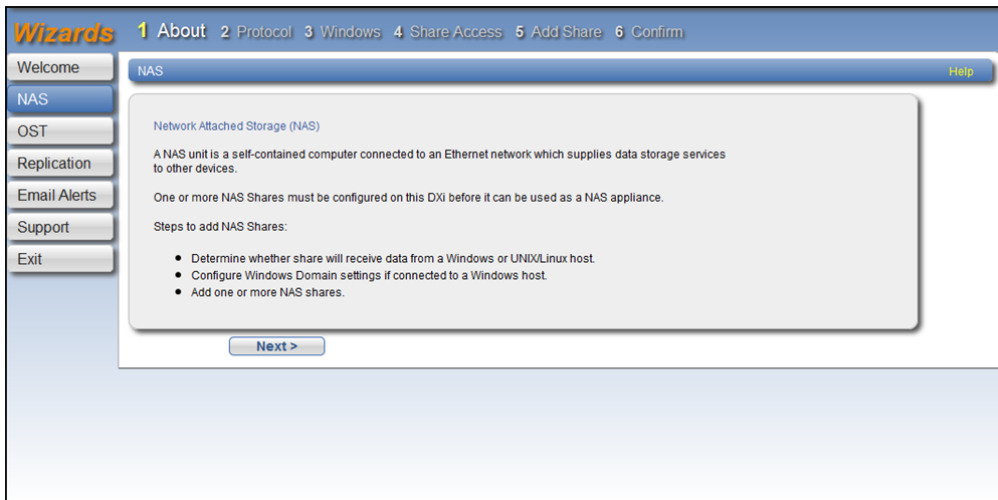 Wizards
1 About 2 Protocol 3 Windows 4 Share Access 5 Add Share 6 Confirm
Welcome
NAS
OST
Replication
Email Alerts
Support
Exit
NAS
Help
Network Attached Storage (NAS)
A NAS unit is a self-contained computer connected to an Ethernet network which supplies data storage services
to other devices.
One or more NAS Shares must be configured on this DXi before it can be used as a NAS appliance.
Steps to add NAS Shares:
• Determine whether share will receive data from a Windows or UNIX/Linux host.
• Configure Windows Domain settings if connected to a Windows host.
• Add one or more NAS shares.
Next >